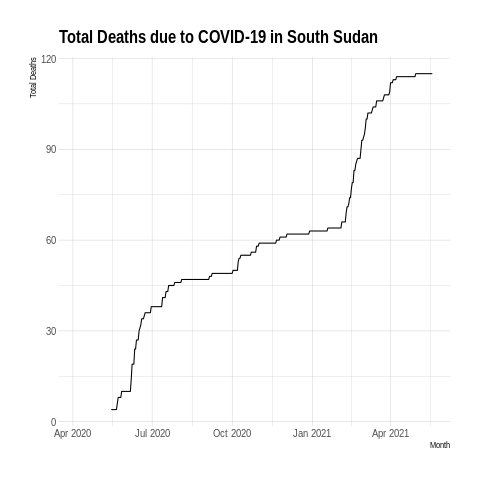 Total Deaths due to COVID-19 in South Sudan
Total Deaths
120
90
60
30
0
Apr 2020 Jul 2020 Oct 2020 Jan 2021 Apr 2021
Month